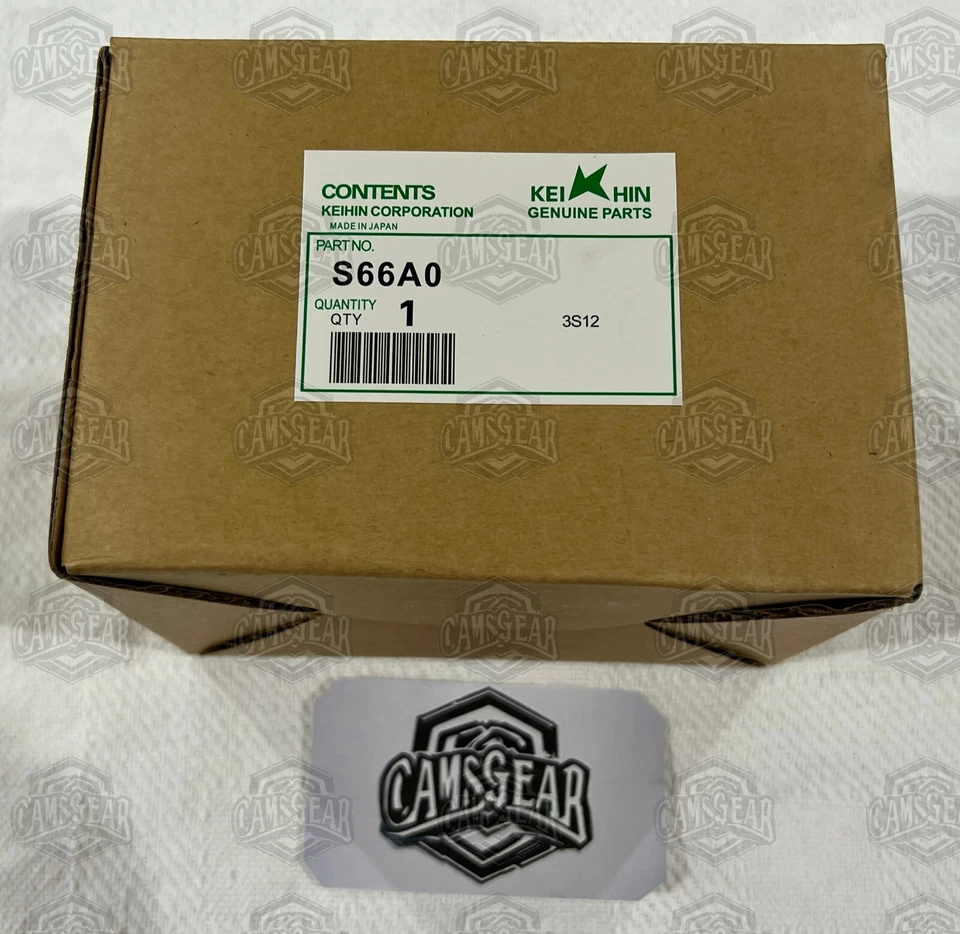 CONTENTS
KEIHIN CORPORATION
MADE IN JAPAN
KEIHIN
GENUINE PARTS
PART NO.
S66A0
QUANTITY
QTY 1
3S12
CAMSGEAR